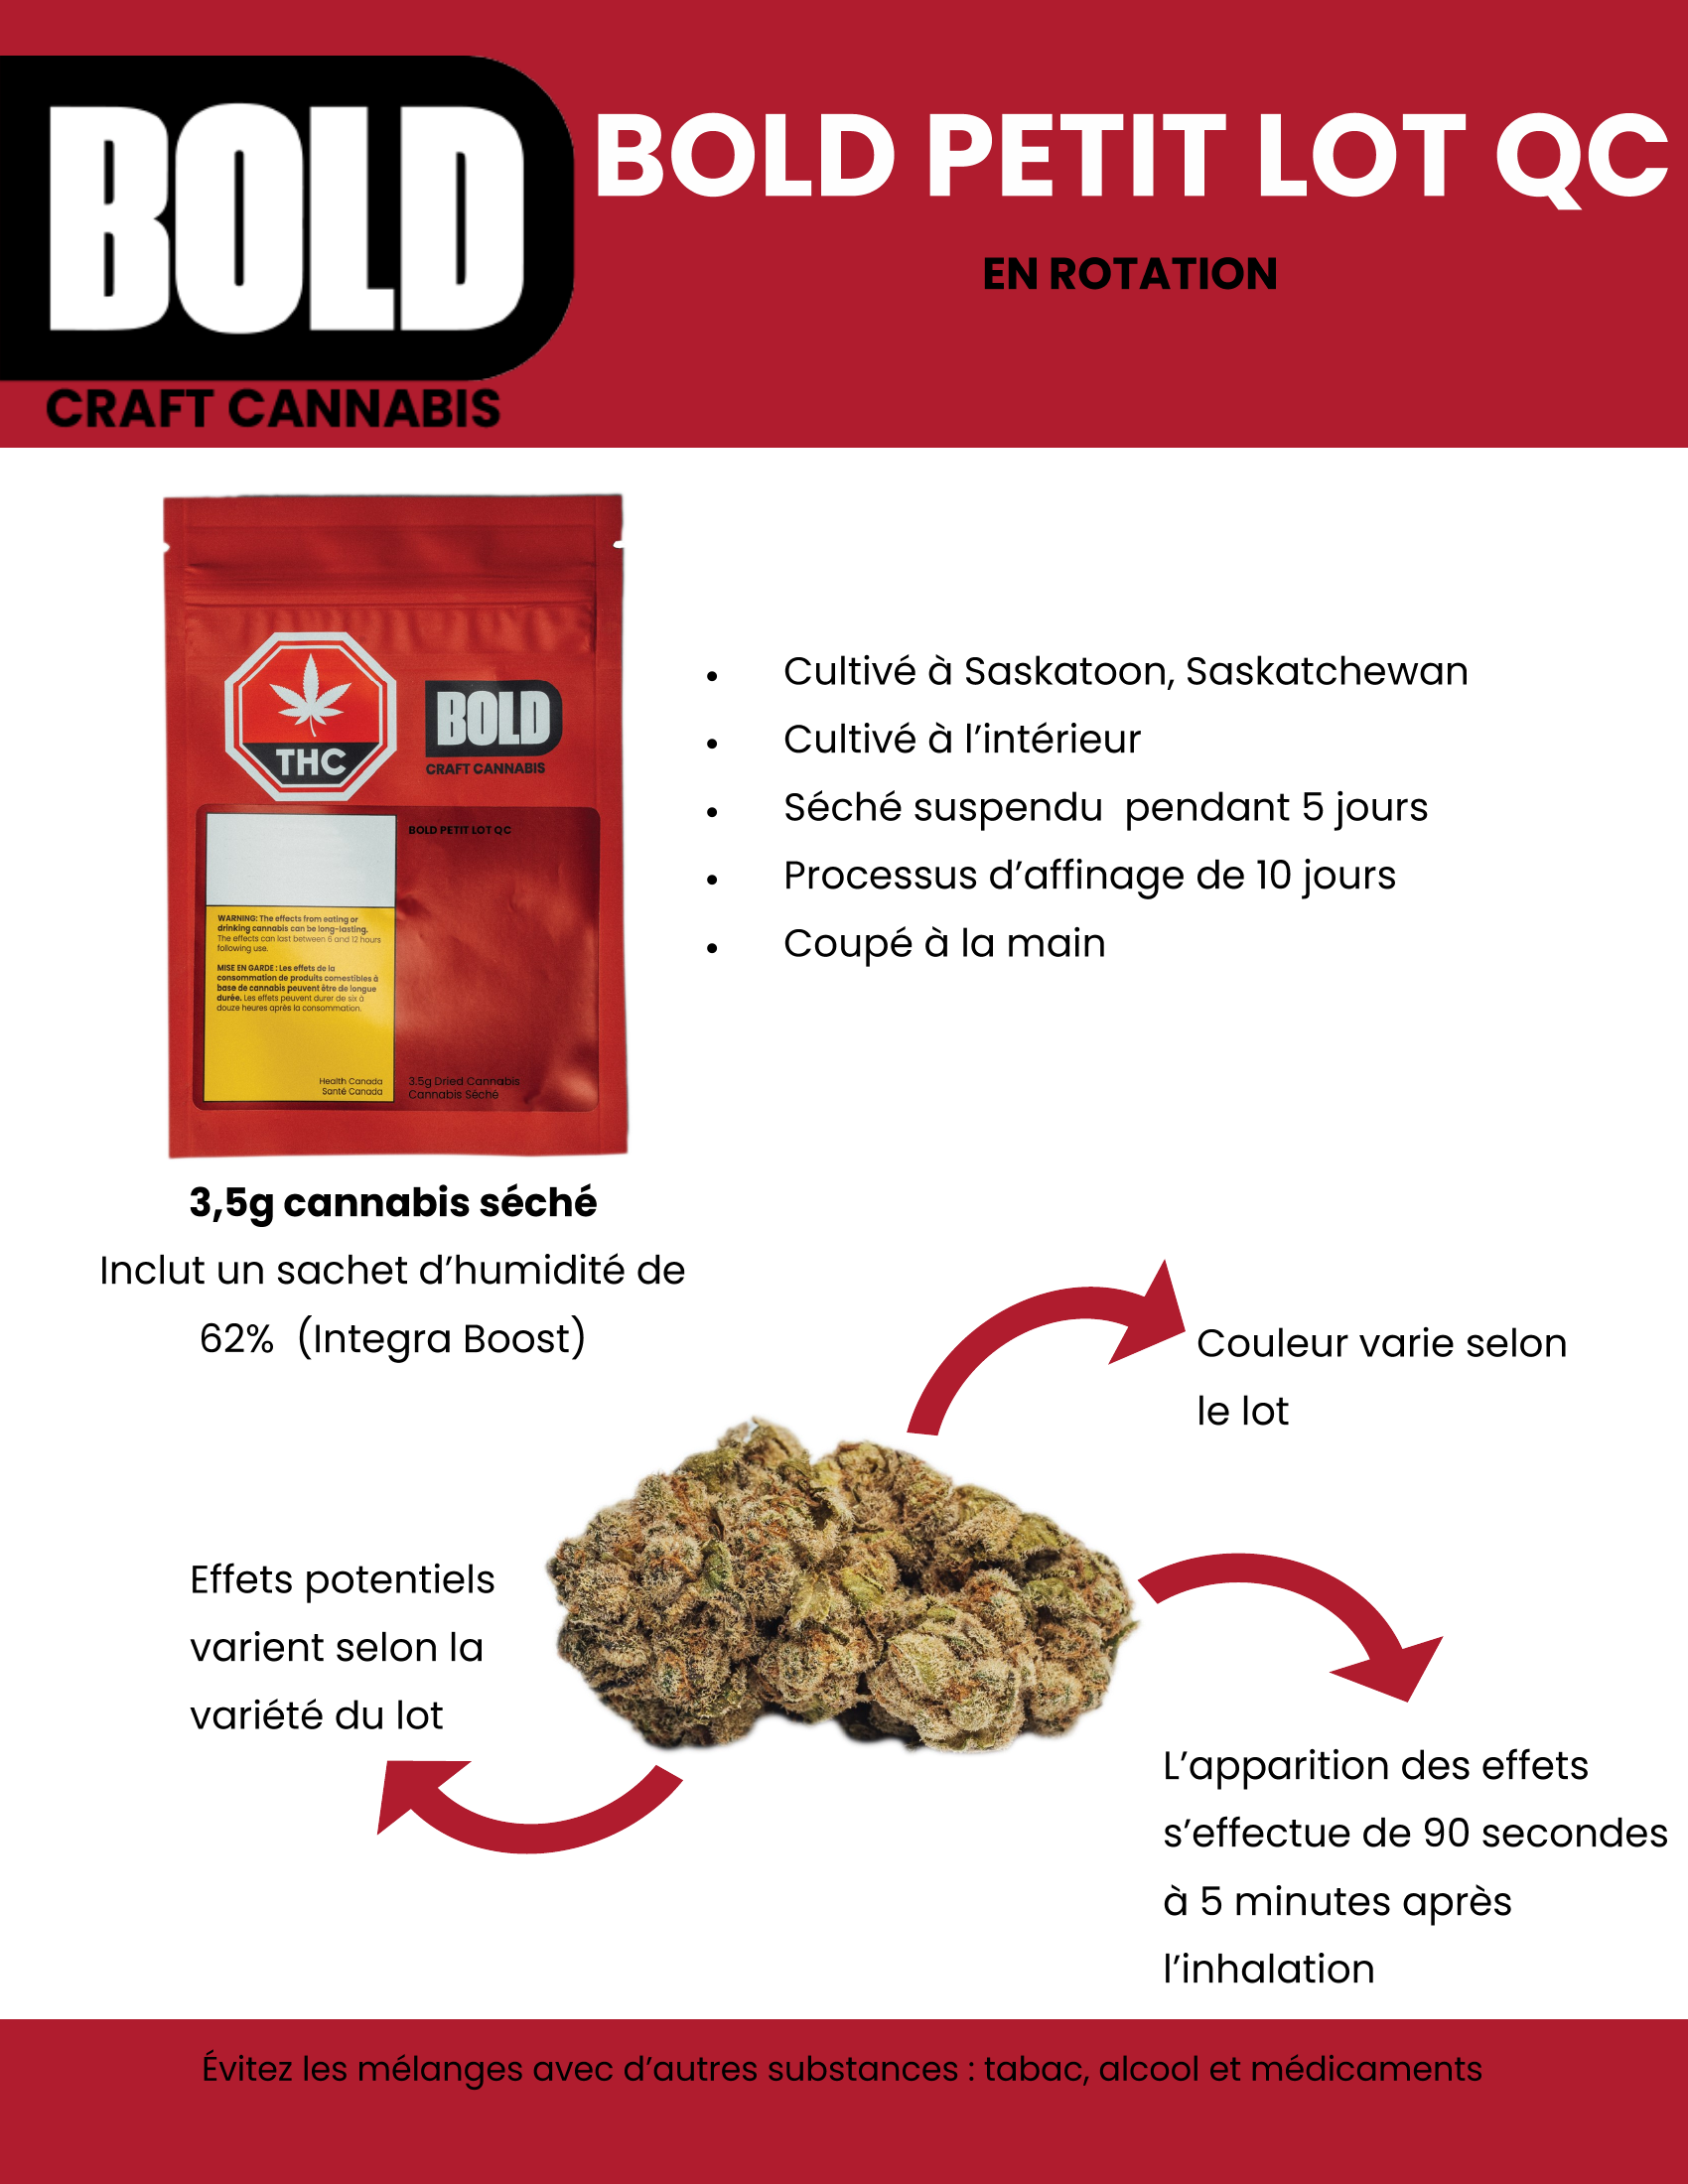 BOLD
CRAFT CANNABIS
BOLD PETIT LOT QC
EN ROTATION
THC
BOLD
CRAFT CANNABIS
BOLD PETIT LOT QC
WARNING: The effects from eating or
drinking cannabis can be long-lasting.
The effects can last between 6 and 12 hours
following use.
MISE EN GARDE : Les effets de la
consommation de produits comestibles à
base de cannabis peuvent être de longue
durée. Les effets peuvent durer de six à
douze heures après la consommation.
Health Canada
Santé Canada
3.5g Dried Cannabis
Cannabis Séché
• Cultivé à Saskatoon, Saskatchewan
• Cultivé à l’intérieur
• Séché suspendu  pendant 5 jours
• Processus d’affinage de 10 jours
• Coupé à la main
3,5g cannabis séché
Inclut un sachet d’humidité de
62%  (Integra Boost)
Couleur varie selon
le lot
Effets potentiels
varient selon la
variété du lot
L’apparition des effets
s’effectue de 90 secondes
à 5 minutes après
l’inhalation
Évitez les mélanges avec d’autres substances : tabac, alcool et médicaments